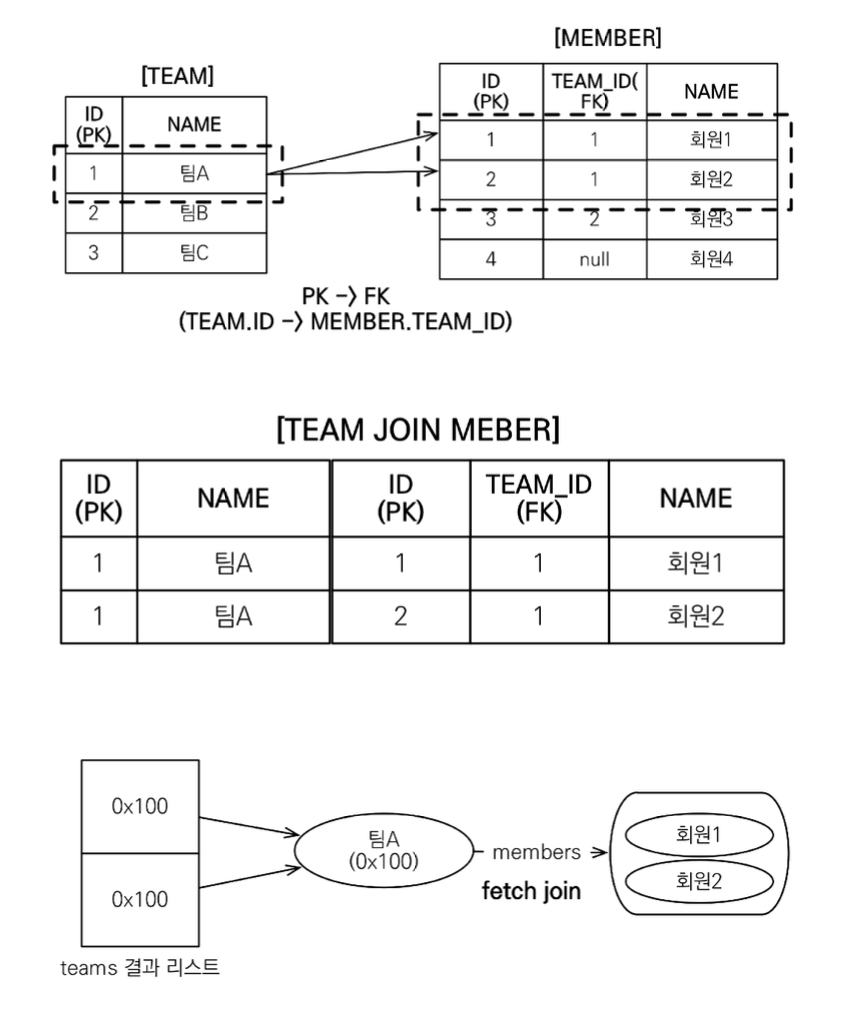 [TEAM]
ID
(PK)
NAME
1 팀A
2 팀B
3 팀C
[MEMBER]
ID
(PK)
TEAM_ID(
FK)
NAME
1 1 회원1
2 1 회원2
3 2 회원3
4 null 회원4
PK -> FK
(TEAM.ID -> MEMBER.TEAM_ID)
[TEAM JOIN MEBER]
ID
(PK)
NAME
ID
(PK)
TEAM_ID
(FK)
NAME
1 팀A 1 1 회원1
1 팀A 2 1 회원2
0x100
0x100
teams 결과 리스트
팀A
(0x100)
members
fetch join
회원1
회원2